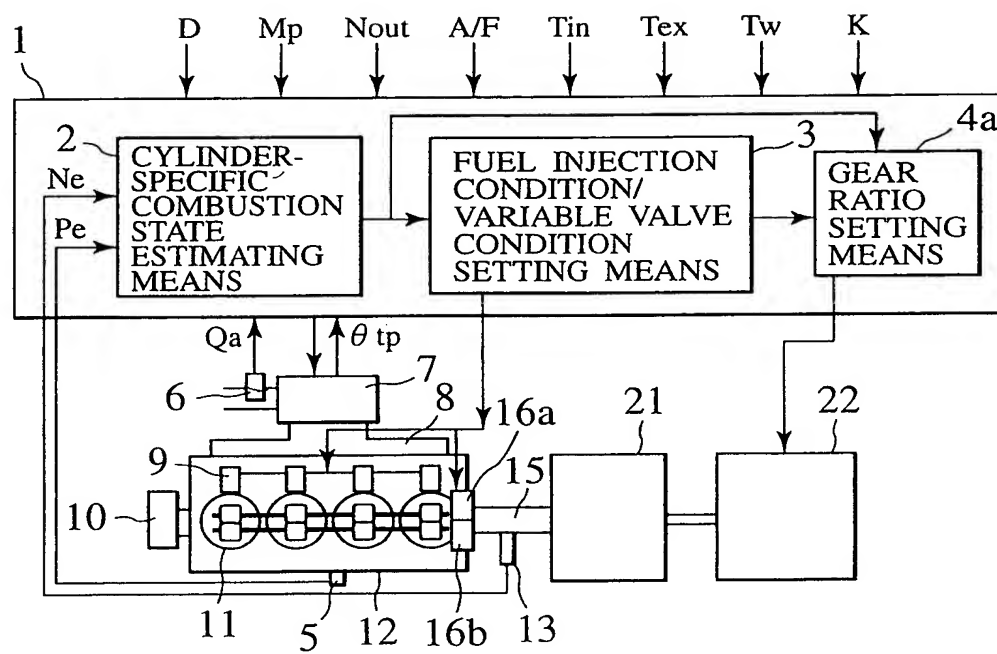 D Mp Nout A/F Tin Tex Tw K
1
2
3
4a
Ne
Pe
CYLINDER-
SPECIFIC
COMBUSTION
STATE
ESTIMATING
MEANS
FUEL INJECTION
CONDITION/
VARIABLE VALVE
CONDITION
SETTING MEANS
GEAR
RATIO
SETTING
MEANS
Qa
θ tp
6
7
8
16a
21
22
9
15
10
11
5
12
16b
13